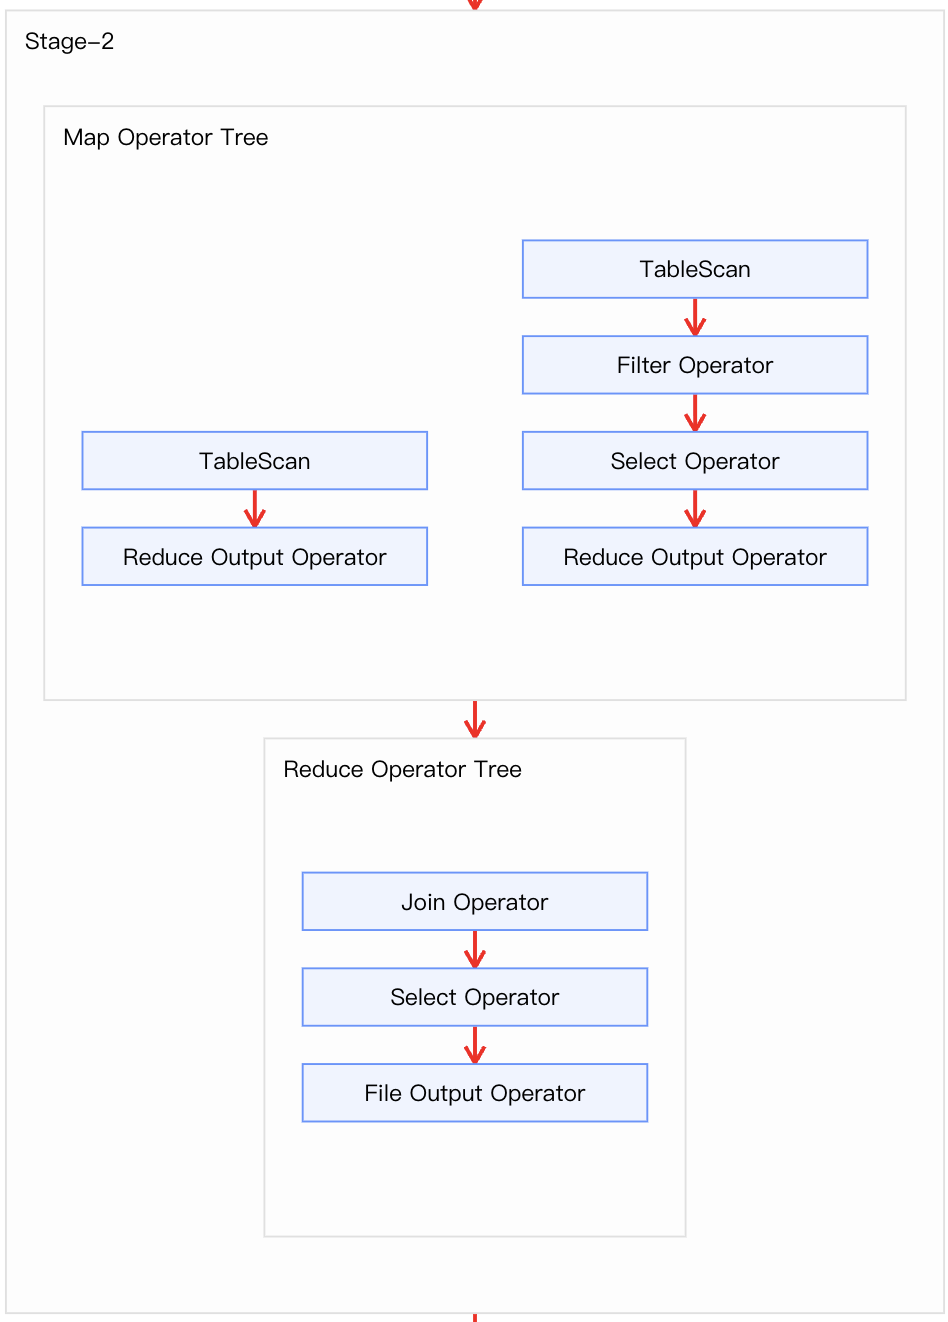 Stage-2
Map Operator Tree
TableScan
Filter Operator
TableScan
Select Operator
Reduce Output Operator
Reduce Output Operator
Reduce Operator Tree
Join Operator
Select Operator
File Output Operator